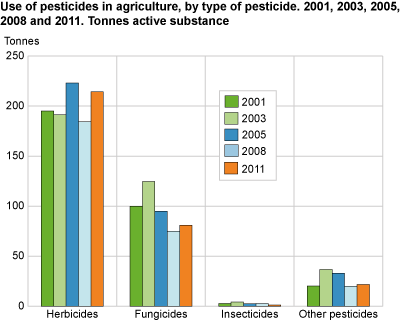 Use of pesticides in agriculture, by type of pesticide. 2001, 2003, 2005,
2008 and 2011. Tonnes active substance
Tonnes
250
200
150
100
50
0
2001
2003
2005
2008
2011
Herbicides
Fungicides
Insecticides
Other pesticides